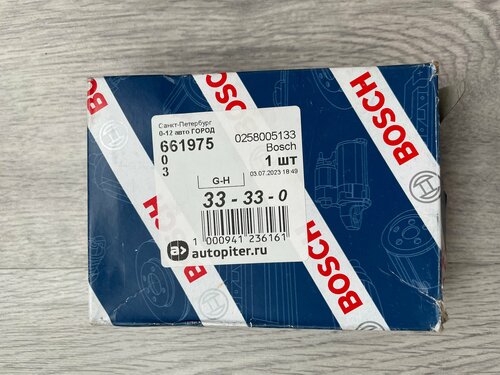 Санкт-Петербург
0-12 авто ГОРОД
661975
0258005133
Bosch
0
3
1 шт
03.07.2023 18:49
G-H
33 - 33 - 0
1 000941 236161
a> autopiter.ru
BOSCH
BOSCH
BOSCH